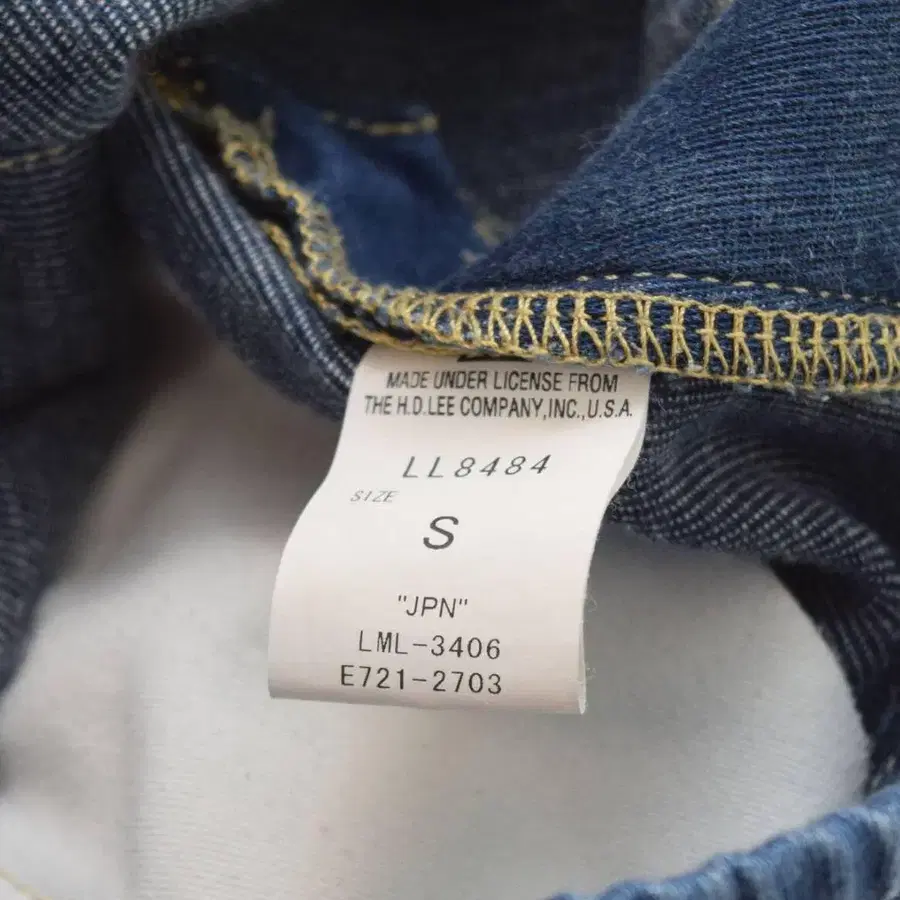 MADE UNDER LICENSE FROM
THE H.D.LEE COMPANY,INC.,U.S.A.
LL8484
SIZE
S
"JPN"
LML-3406
E721-2703